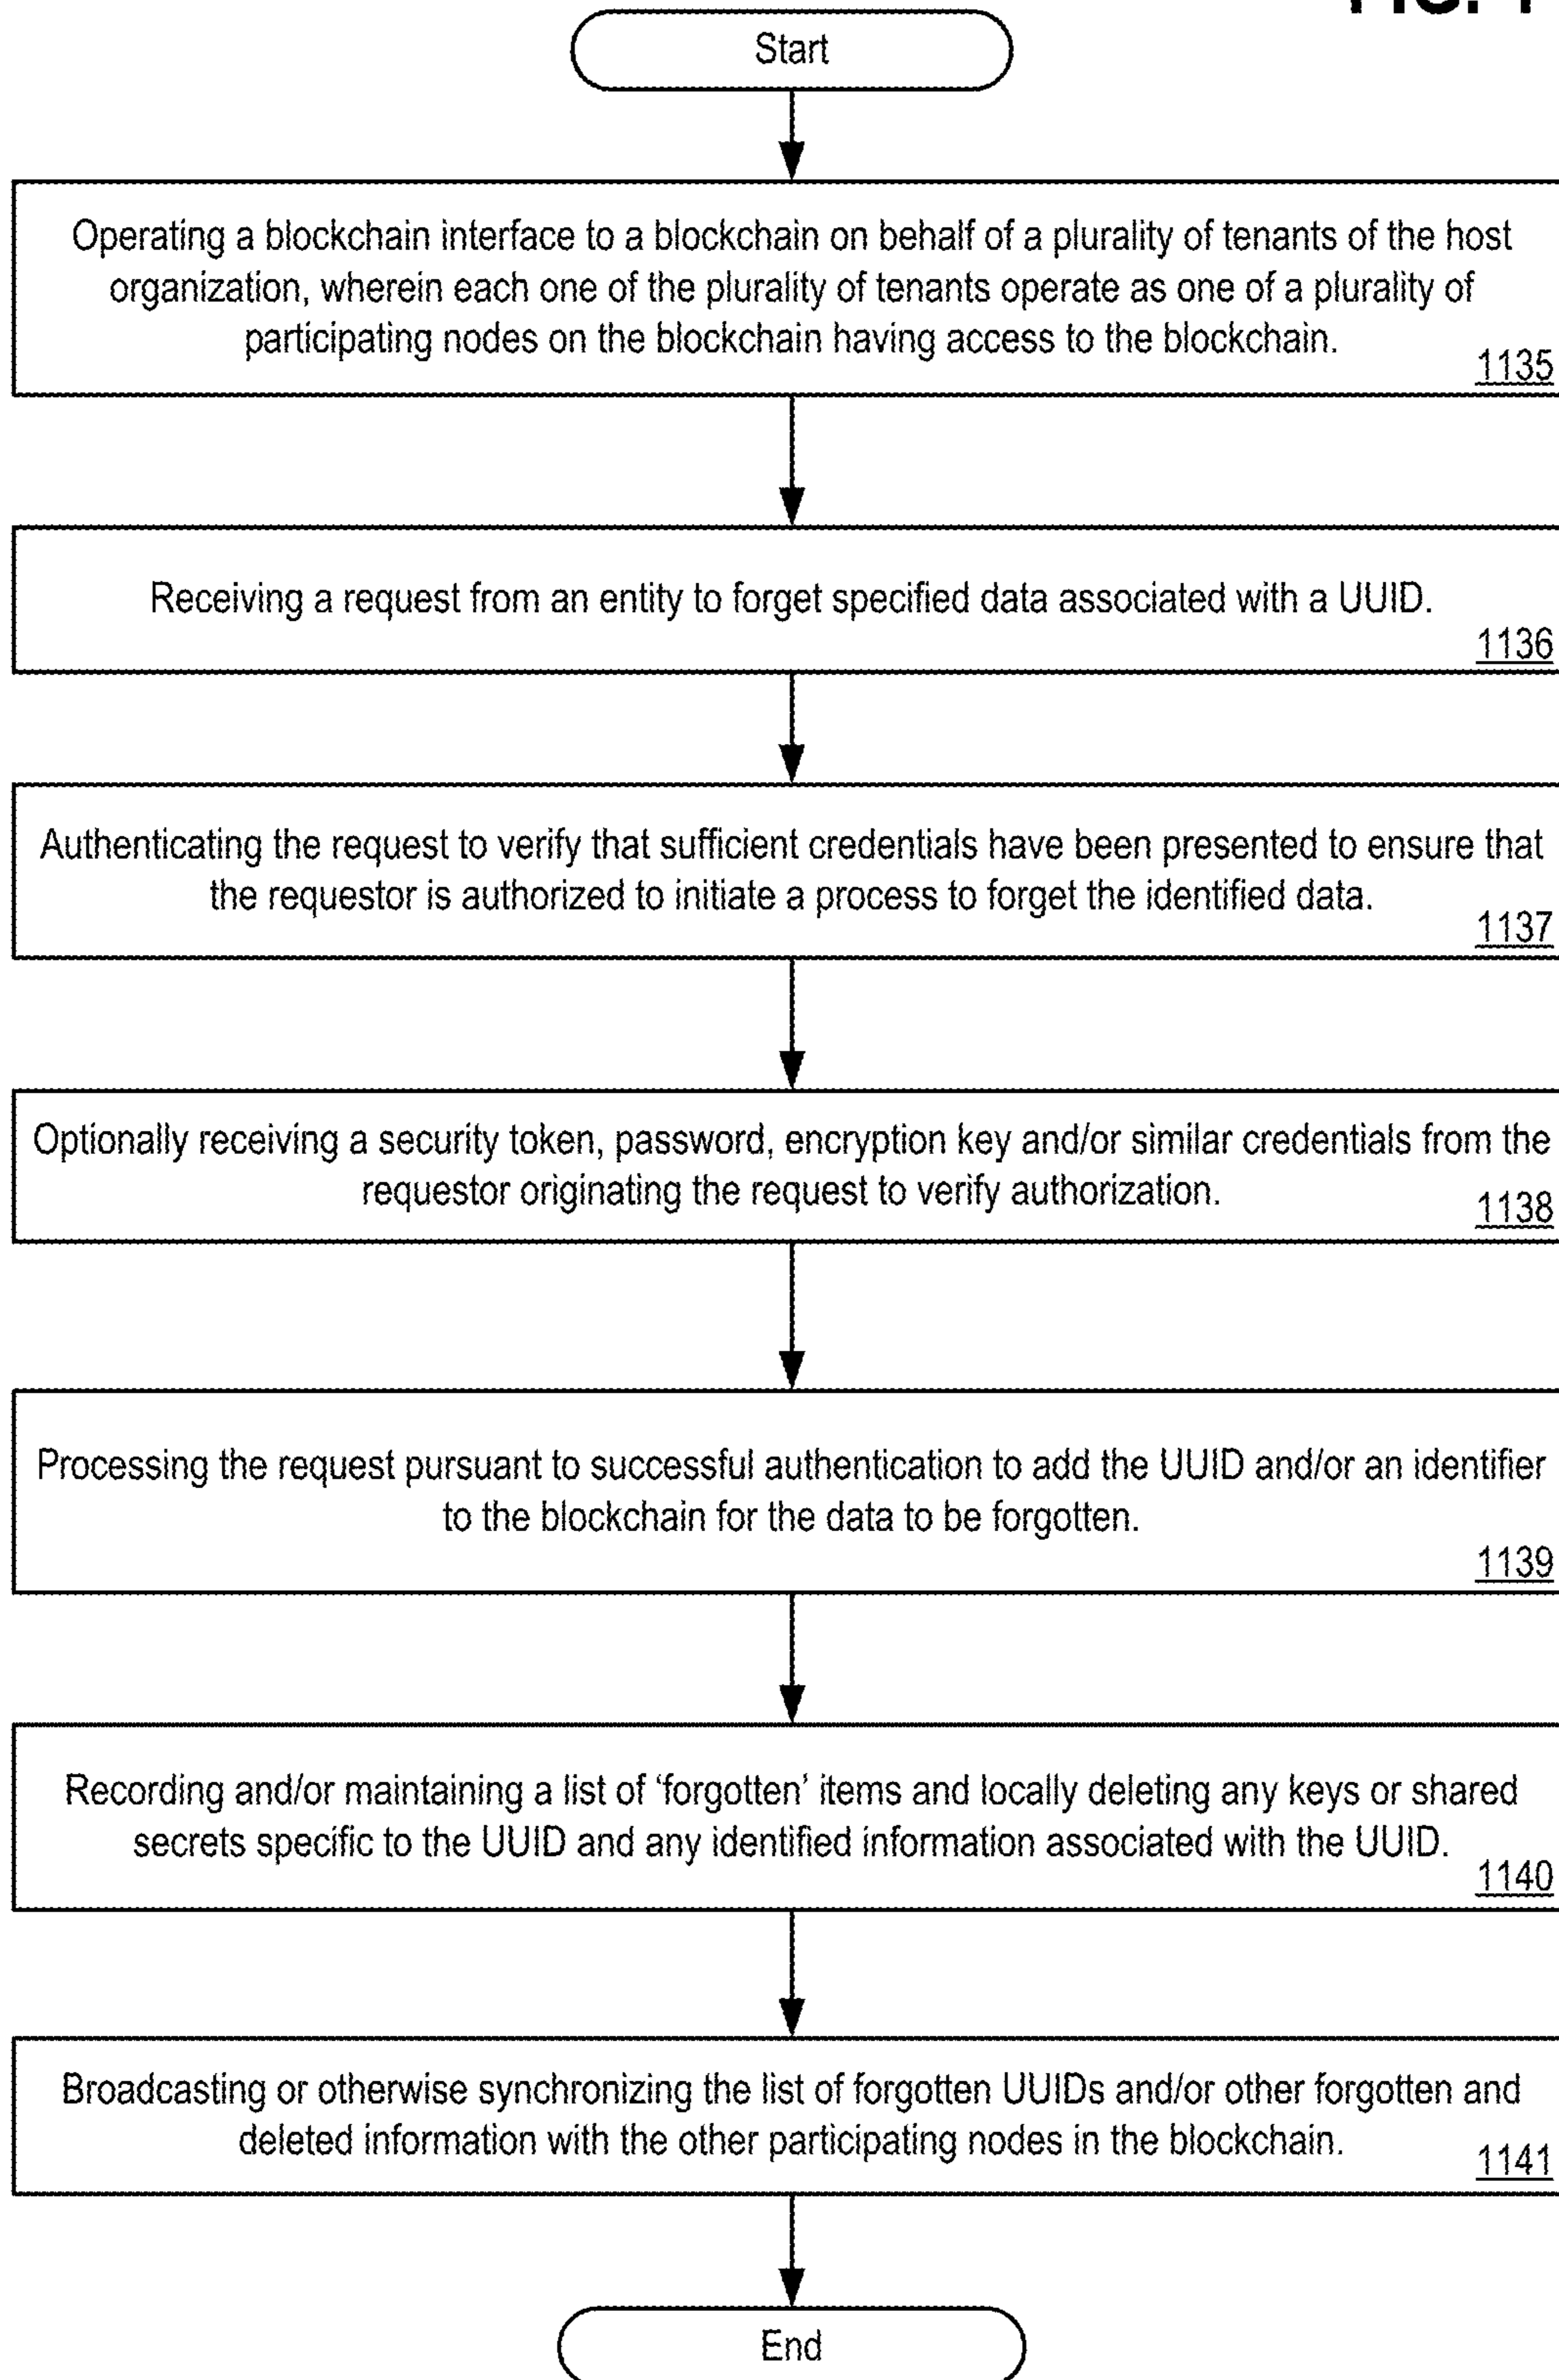 Start
Operating a blockchain interface to a blockchain on behalf of a plurality of tenants of the host
organization, wherein each one of the plurality of tenants operate as one of a plurality of
participating nodes on the blockchain having access to the blockchain.
1135
Receiving a request from an entity to forget specified data associated with a UUID.
1136
Authenticating the request to verify that sufficient credentials have been presented to ensure that
the requestor is authorized to initiate a process to forget the identified data.
1137
Optionally receiving a security token, password, encryption key and/or similar credentials from the
requestor originating the request to verify authorization.
1138
Processing the request pursuant to successful authentication to add the UUID and/or an identifier
to the blockchain for the data to be forgotten.
1139
Recording and/or maintaining a list of ‘forgotten’ items and locally deleting any keys or shared
secrets specific to the UUID and any identified information associated with the UUID.
1140
Broadcasting or otherwise synchronizing the list of forgotten UUIDs and/or other forgotten and
deleted information with the other participating nodes in the blockchain.
1141
End